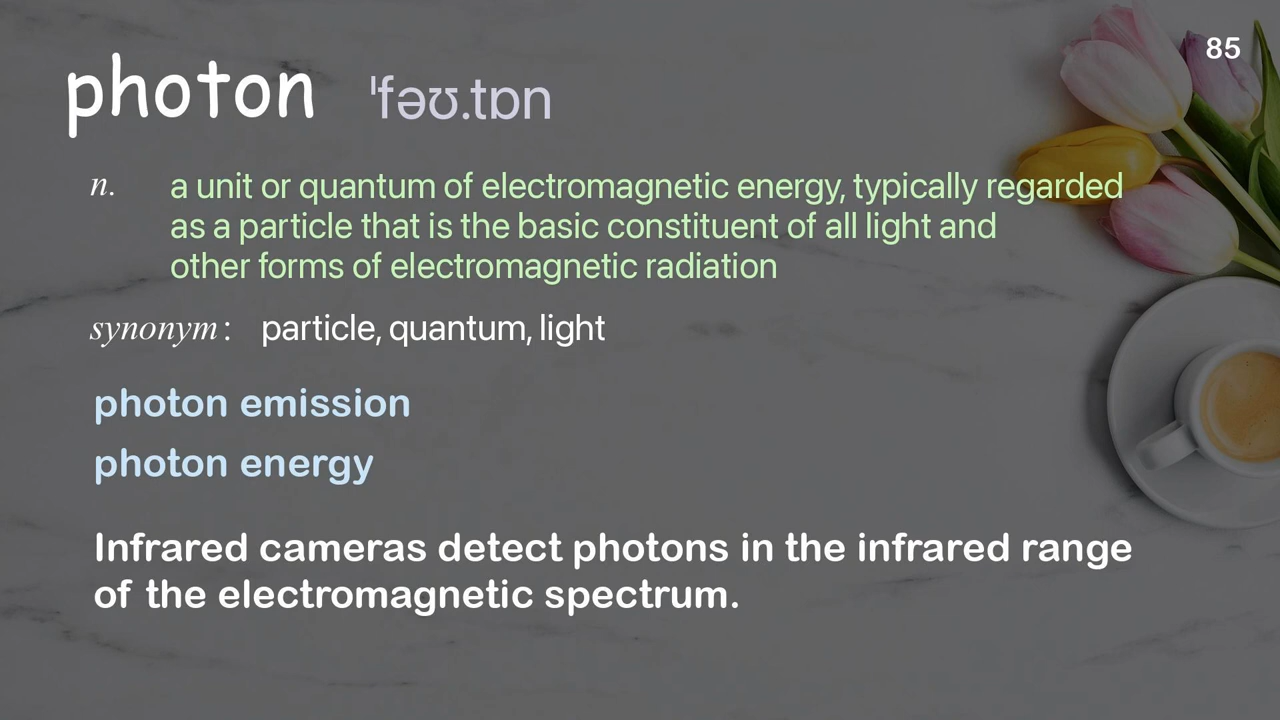 85
photon ˈfəʊ.tɒn
n. a unit or quantum of electromagnetic energy, typically regarded
as a particle that is the basic constituent of all light and
other forms of electromagnetic radiation
synonym: particle, quantum, light
photon emission
photon energy
Infrared cameras detect photons in the infrared range
of the electromagnetic spectrum.